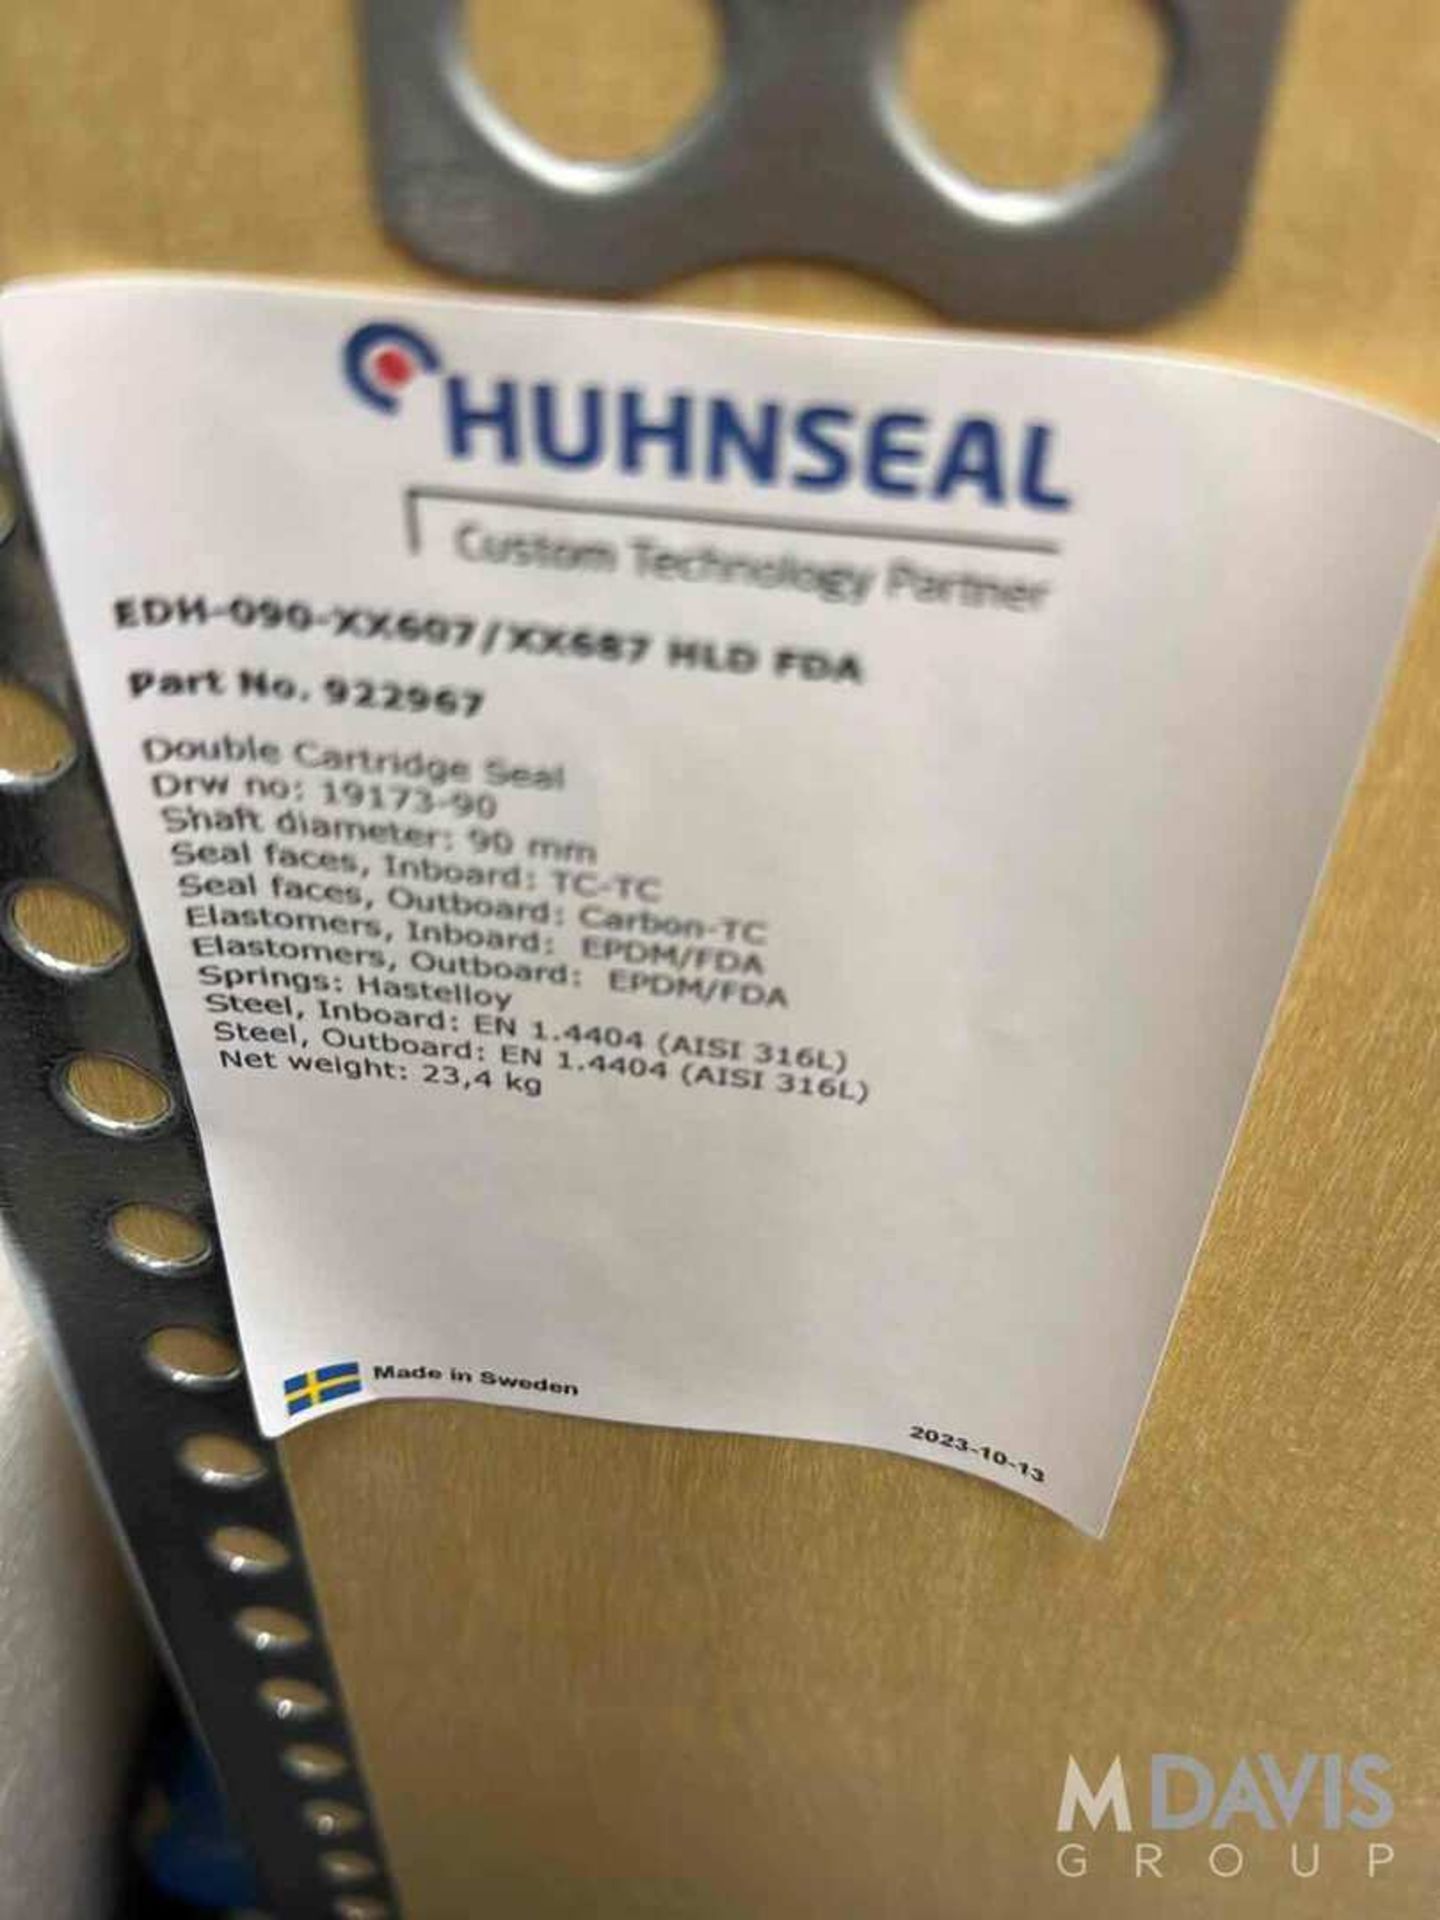 HUHNSEAL
Custom Technology Partner
EDH-090-XX607/XX687 HLD FDA
Part No. 922967
Double Cartridge Seal
Drw no: 19173-90
Shaft diameter: 90 mm
Seal faces, Inboard: TC-TC
Seal faces, Outboard: Carbon-TC
Elastomers, Inboard: EPDM/FDA
Elastomers, Outboard: EPDM/FDA
Springs: Hastelloy
Steel, Inboard: EN 1.4404 (AISI 316L)
Steel, Outboard: EN 1.4404 (AISI 316L)
Net weight: 23,4 kg
Made in Sweden
2023-10-13
M DAVIS
GROUP